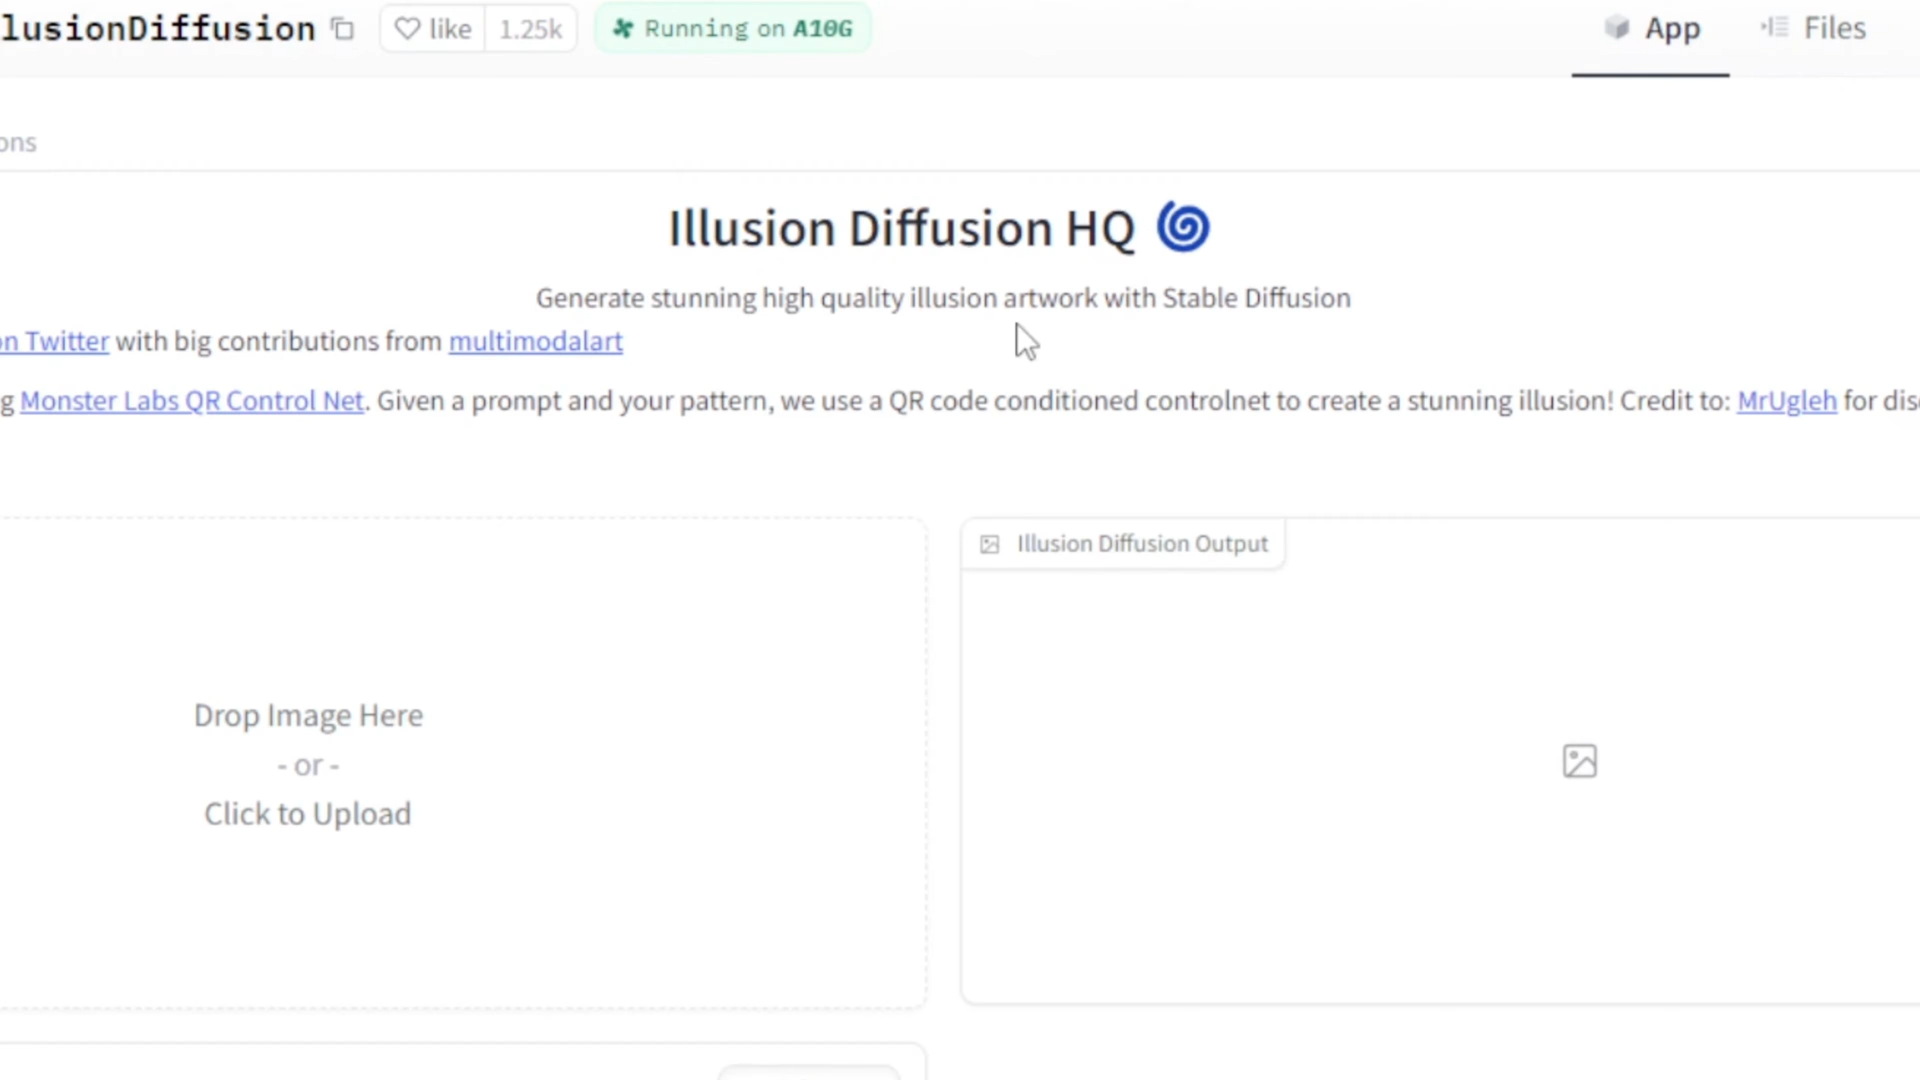 lusionDiffusion like 1.25k Running on A10G App Files
ons
Illusion Diffusion HQ
Generate stunning high quality illusion artwork with Stable Diffusion
on Twitter with big contributions from multimodalart
g Monster Labs QR Control Net. Given a prompt and your pattern, we use a QR code conditioned controlnet to create a stunning illusion! Credit to: MrUgleh for dis
Illusion Diffusion Output
Drop Image Here
- or -
Click to Upload